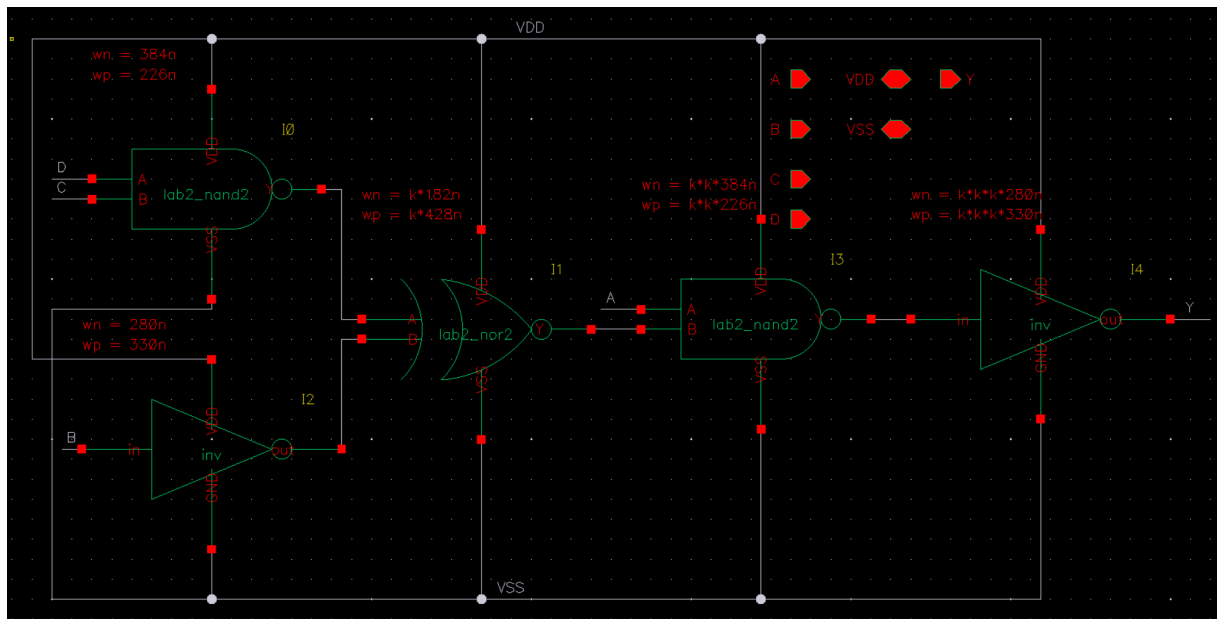 VDD
wn = 384n
wp = 226n
I0
D
C
A
B
VDD
lab2_nand2
Y
VSS
wn = 280n
wp = 330n
I2
B
in
VDD
inv
out
GND
wn = k*182n
wp = k*428n
I1
A
B
VDD
lab2_nor2
Y
VSS
A VDD Y
B VSS
C
D
wn = k*k*384n
wp = k*k*226n
I3
A
A
B
VDD
lab2_nand2
Y
VSS
wn = k*k*k*280n
wp = k*k*k*330n
I4
in
VDD
inv
out
GND
Y
VSS